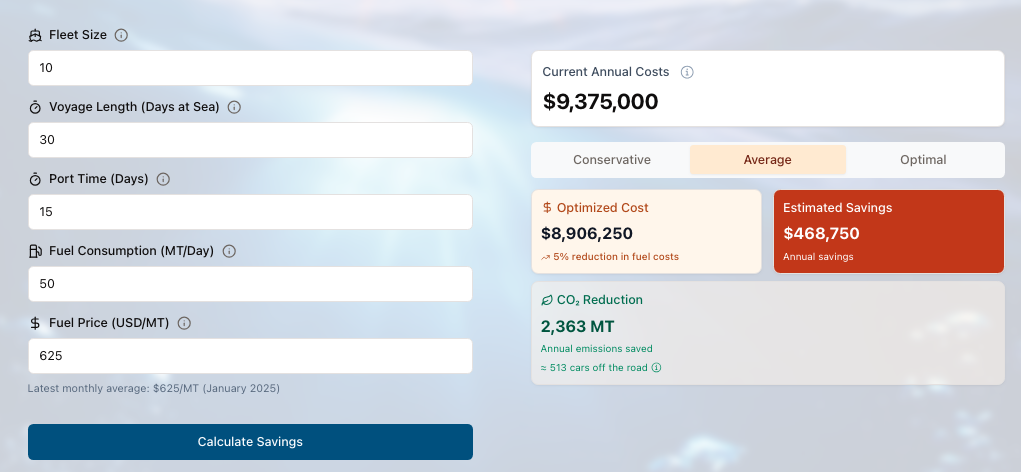 Fleet Size
10
Voyage Length (Days at Sea)
30
Port Time (Days)
15
Fuel Consumption (MT/Day)
50
Fuel Price (USD/MT)
625
Latest monthly average: $625/MT (January 2025)
Calculate Savings
Current Annual Costs
$9,375,000
Conservative Average Optimal
$ Optimized Cost
$8,906,250
5% reduction in fuel costs
Estimated Savings
$468,750
Annual savings
CO₂ Reduction
2,363 MT
Annual emissions saved
≈ 513 cars off the road